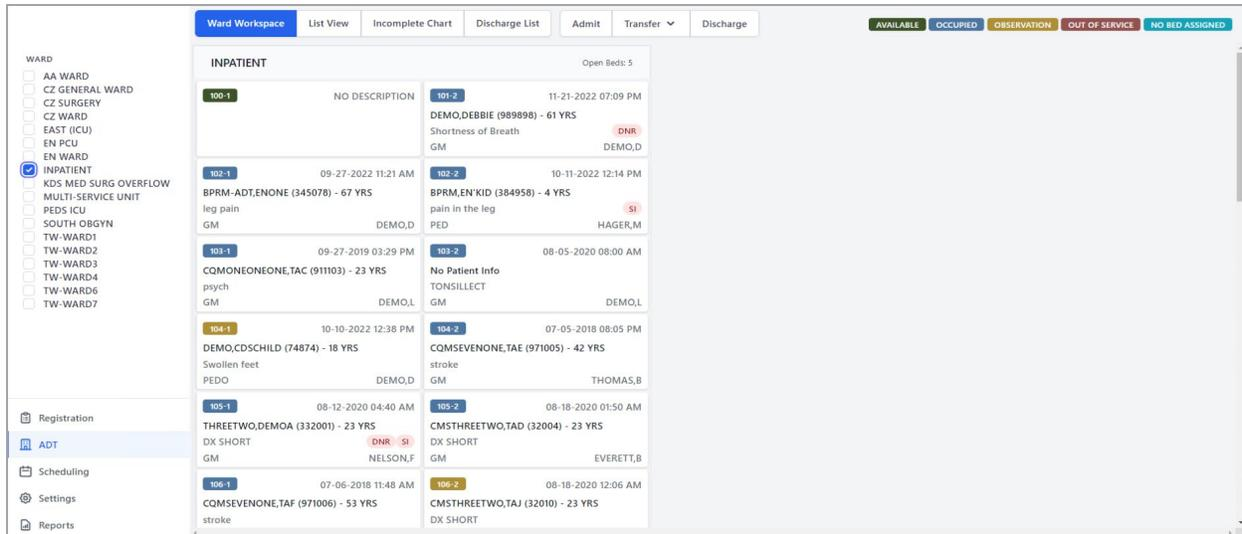 Ward Workspace List View Incomplete Chart Discharge List Admit Transfer Discharge AVAILABLE OCCUPIED OBSERVATION OUT OF SERVICE NO BED ASSIGNED
WARD
AA WARD
CZ GENERAL WARD
CZ SURGERY
CZ WARD
EAST (ICU)
EN PCU
EN WARD
INPATIENT
KDS MED SURG OVERFLOW
MULTI-SERVICE UNIT
PEDS ICU
SOUTH OBGYN
TW-WARD1
TW-WARD2
TW-WARD3
TW-WARD4
TW-WARD6
TW-WARD7
Registration
ADT
Scheduling
Settings
Reports
INPATIENT Open Beds: 5
100-1 NO DESCRIPTION
101-2 11-21-2022 07:09 PM
DEMO,DEBBIE (989898) - 61 YRS
Shortness of Breath DNR
GM DEMO,D
102-1 09-27-2022 11:21 AM
BPRM-ADT,ENONE (345078) - 67 YRS
leg pain
GM DEMO,D
102-2 10-11-2022 12:14 PM
BPRM,EN'KID (384958) - 4 YRS
pain in the leg SI
PED HAGER,M
103-1 09-27-2019 03:29 PM
CQMONEONEONE,TAC (911103) - 23 YRS
psych
GM DEMO,L
103-2 08-05-2020 08:00 AM
No Patient Info
TONSILLECT
GM DEMO,L
104-1 10-10-2022 12:38 PM
DEMO,CDSCHILD (74874) - 18 YRS
Swollen feet
PEDO DEMO,D
104-2 07-05-2018 08:05 PM
CQMSEVENONE,TAE (971005) - 42 YRS
stroke
GM THOMAS,B
105-1 08-12-2020 04:40 AM
THREETWO,DEMOA (332001) - 23 YRS
DX SHORT DNR SI
GM NELSON,F
105-2 08-18-2020 01:50 AM
CMSTHREETWO,TAD (32004) - 23 YRS
DX SHORT
GM EVERETT,B
106-1 07-06-2018 11:48 AM
CQMSEVENONE,TAF (971006) - 53 YRS
stroke
106-2 08-18-2020 12:06 AM
CMSTHREETWO,TAJ (32010) - 23 YRS
DX SHORT